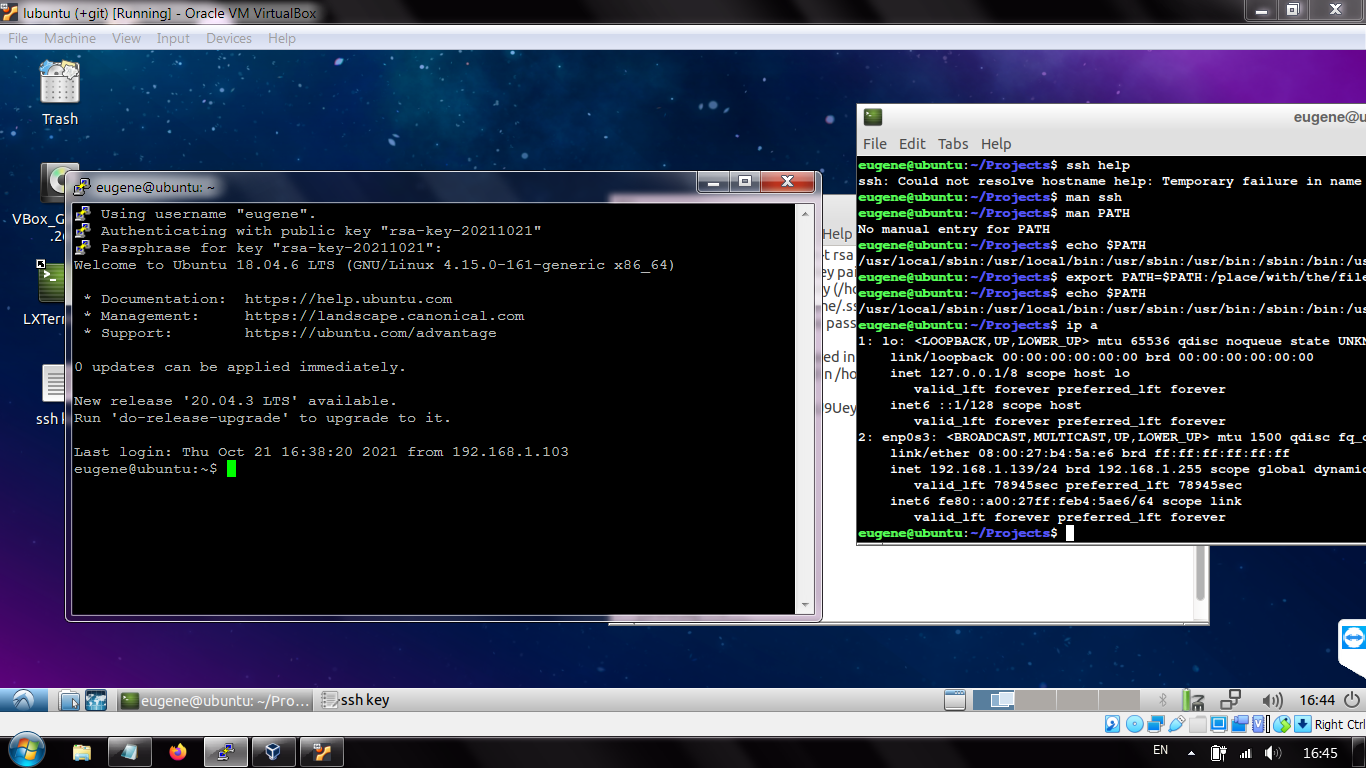 lubuntu (+git) [Running] - Oracle VM VirtualBox
File Machine View Input Devices Help
Trash
VBox_G
.2
LXTer
ssh k
eugene@ubuntu: ~
Using username "eugene".
Authenticating with public key "rsa-key-20211021"
Passphrase for key "rsa-key-20211021":
Welcome to Ubuntu 18.04.6 LTS (GNU/Linux 4.15.0-161-generic x86_64)
* Documentation: https://help.ubuntu.com
* Management: https://landscape.canonical.com
* Support: https://ubuntu.com/advantage
0 updates can be applied immediately.
New release '20.04.3 LTS' available.
Run 'do-release-upgrade' to upgrade to it.
Last login: Thu Oct 21 16:38:20 2021 from 192.168.1.103
eugene@ubuntu:~$
Help
t rsa
ey pai
y (/ho
ne/.ss
pass
ed in
n /ho
9Uey
eugene@u
File Edit Tabs Help
eugene@ubuntu:~/Projects$ ssh help
ssh: Could not resolve hostname help: Temporary failure in name
eugene@ubuntu:~/Projects$ man ssh
eugene@ubuntu:~/Projects$ man PATH
No manual entry for PATH
eugene@ubuntu:~/Projects$ echo $PATH
/usr/local/sbin:/usr/local/bin:/usr/sbin:/usr/bin:/sbin:/bin:/us
eugene@ubuntu:~/Projects$ export PATH=$PATH:/place/with/the/file
eugene@ubuntu:~/Projects$ echo $PATH
/usr/local/sbin:/usr/local/bin:/usr/sbin:/usr/bin:/sbin:/bin:/us
eugene@ubuntu:~/Projects$ ip a
1: lo: <LOOPBACK,UP,LOWER_UP> mtu 65536 qdisc noqueue state UNKN
link/loopback 00:00:00:00:00:00 brd 00:00:00:00:00:00
inet 127.0.0.1/8 scope host lo
valid_lft forever preferred_lft forever
inet6 ::1/128 scope host
valid_lft forever preferred_lft forever
2: enp0s3: <BROADCAST,MULTICAST,UP,LOWER_UP> mtu 1500 qdisc fq_c
link/ether 08:00:27:b4:5a:e6 brd ff:ff:ff:ff:ff:ff
inet 192.168.1.139/24 brd 192.168.1.255 scope global dynamic
valid_lft 78945sec preferred_lft 78945sec
inet6 fe80::a00:27ff:feb4:5ae6/64 scope link
valid_lft forever preferred_lft forever
eugene@ubuntu:~/Projects$
eugene@ubuntu: ~/Pro...
ssh key
16:44
Right Ctrl
EN
16:45